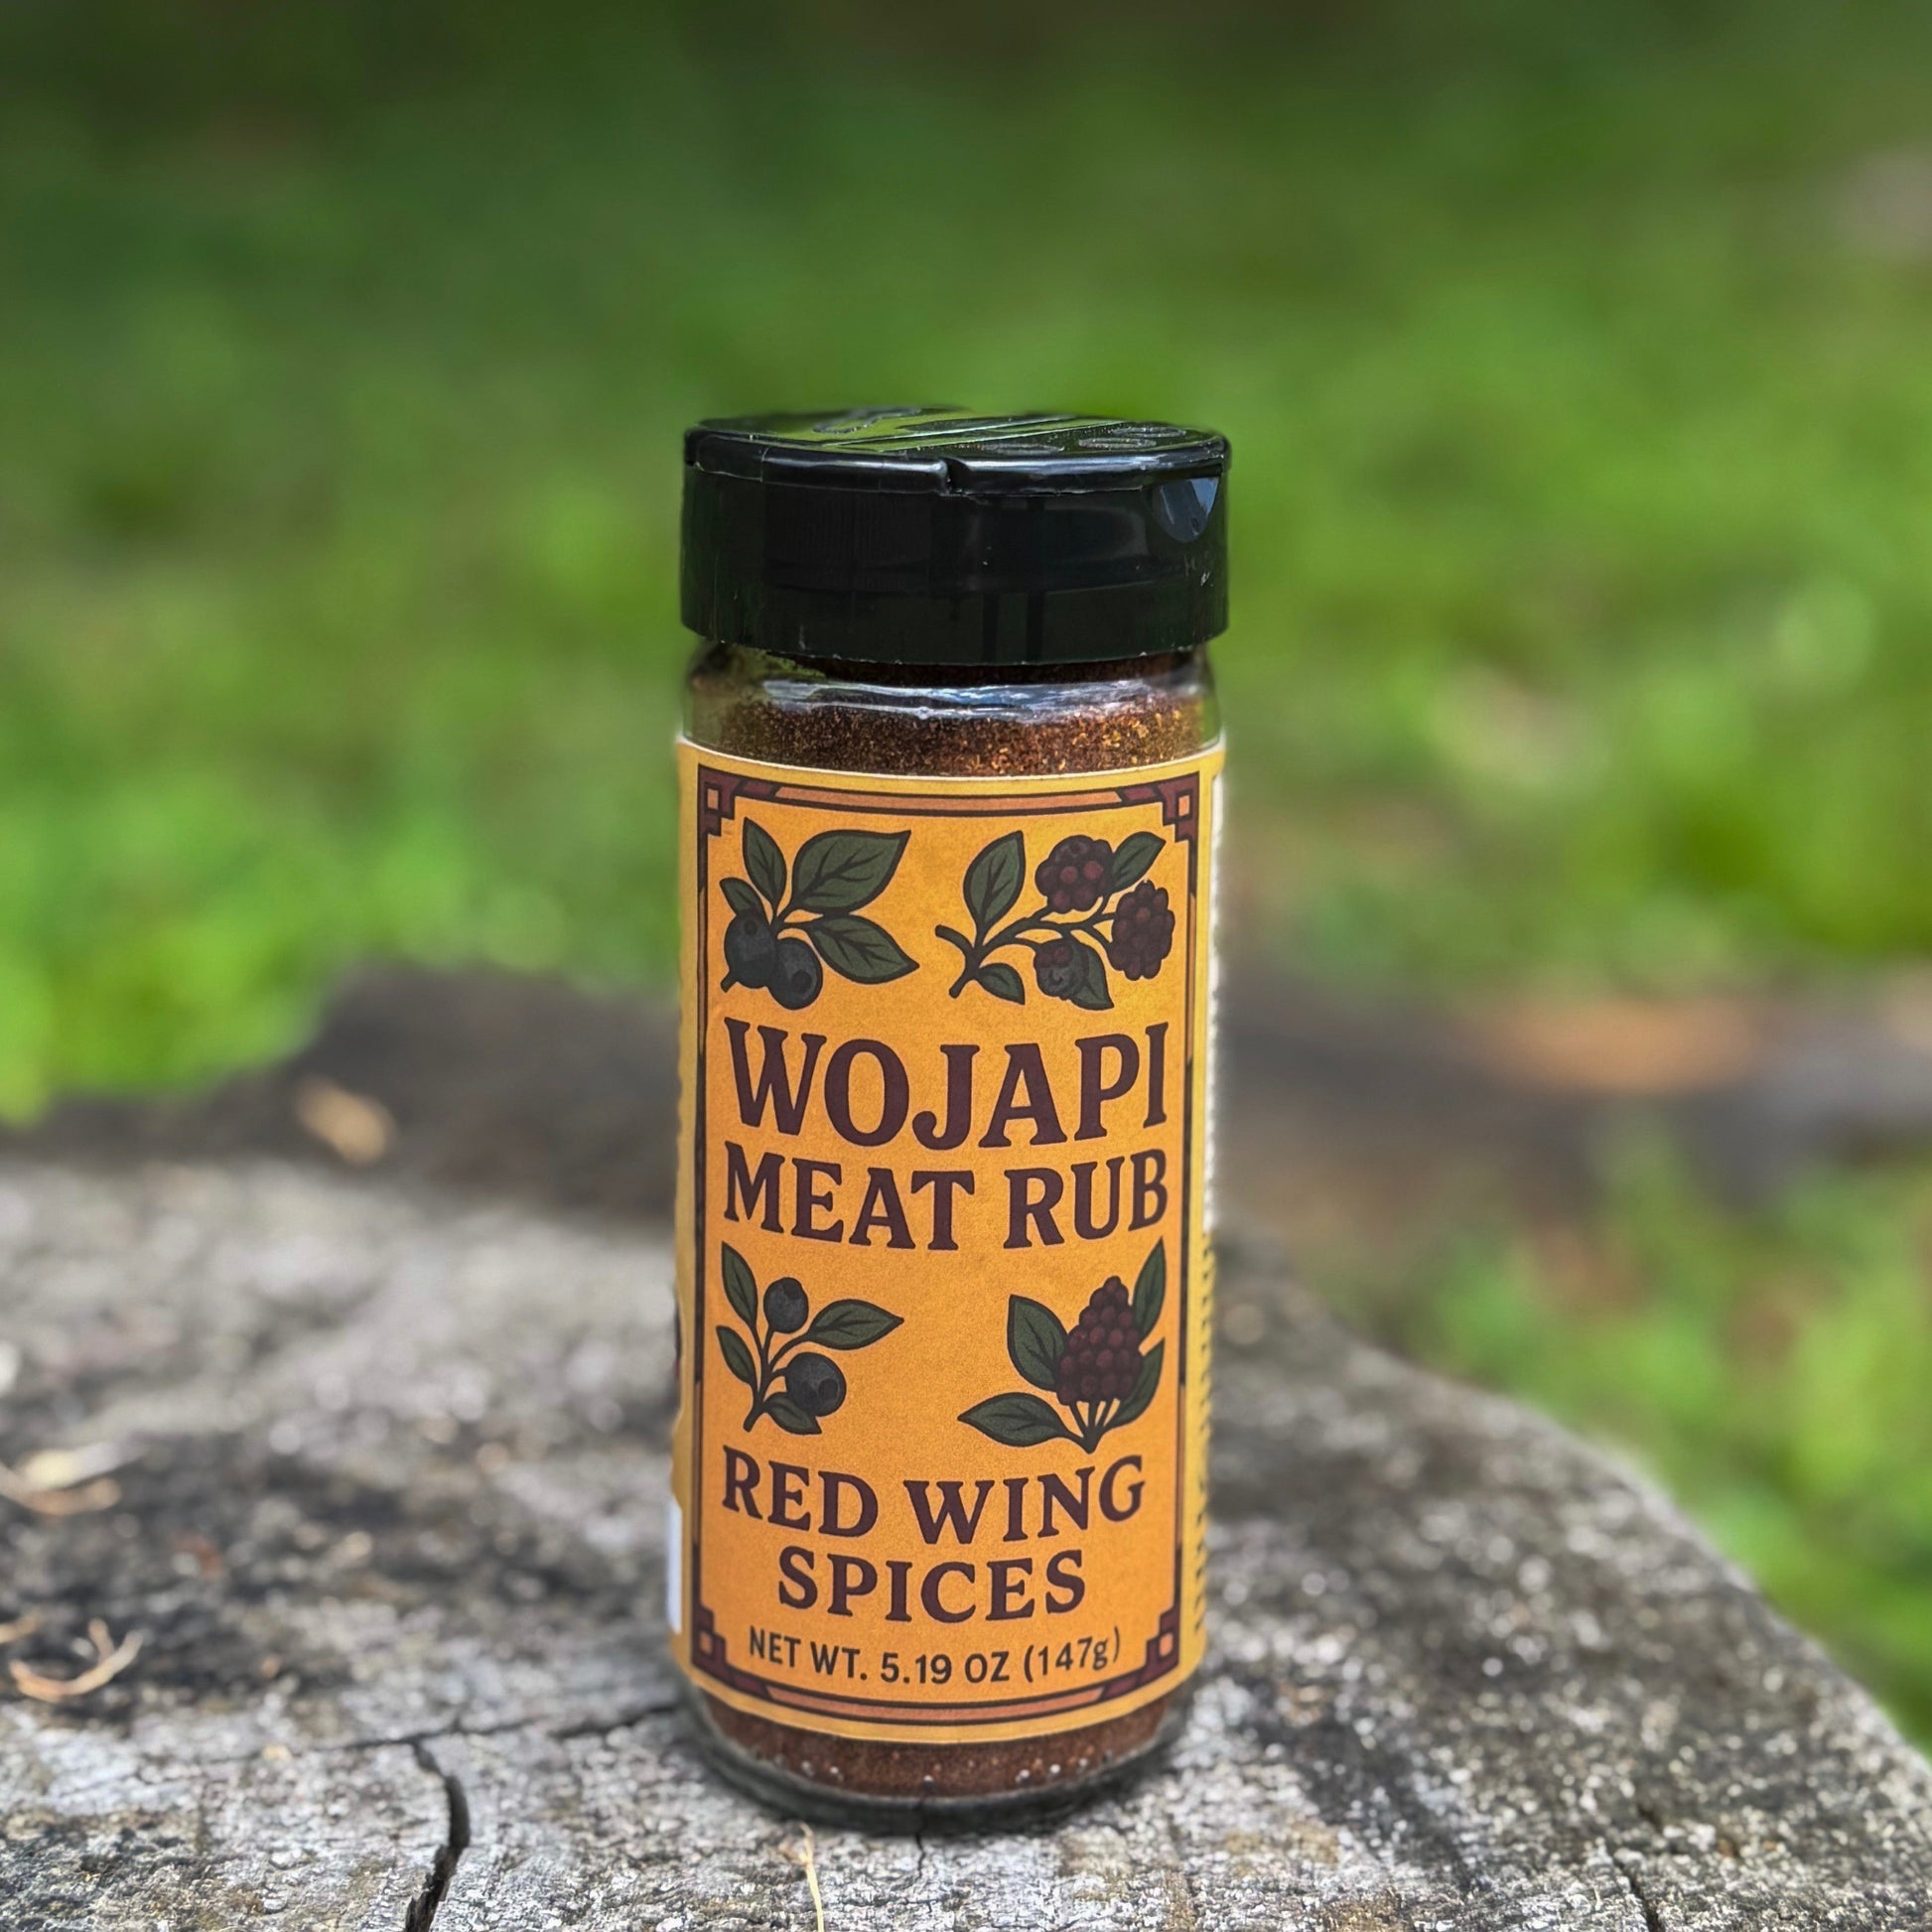 WOJAPI
MEAT RUB
RED WING
SPICES
NET WT. 5.19 OZ (147g)